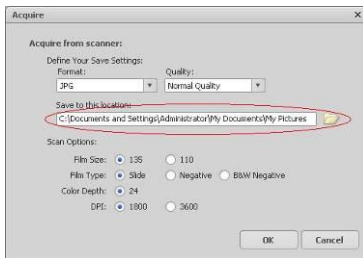 Acquire
Acquire from scanner:
Define Your Save Settings:
Format: Quality:
JPG Normal Quality
Save to this location:
C:\Documents and Settings\Administrator\My Documents\My Pictures
Scan Options:
Film Size: 135 110
Film Type: Slide Negative B&W Negative
Color Depth: 24
DPI: 1800 3600
OK Cancel